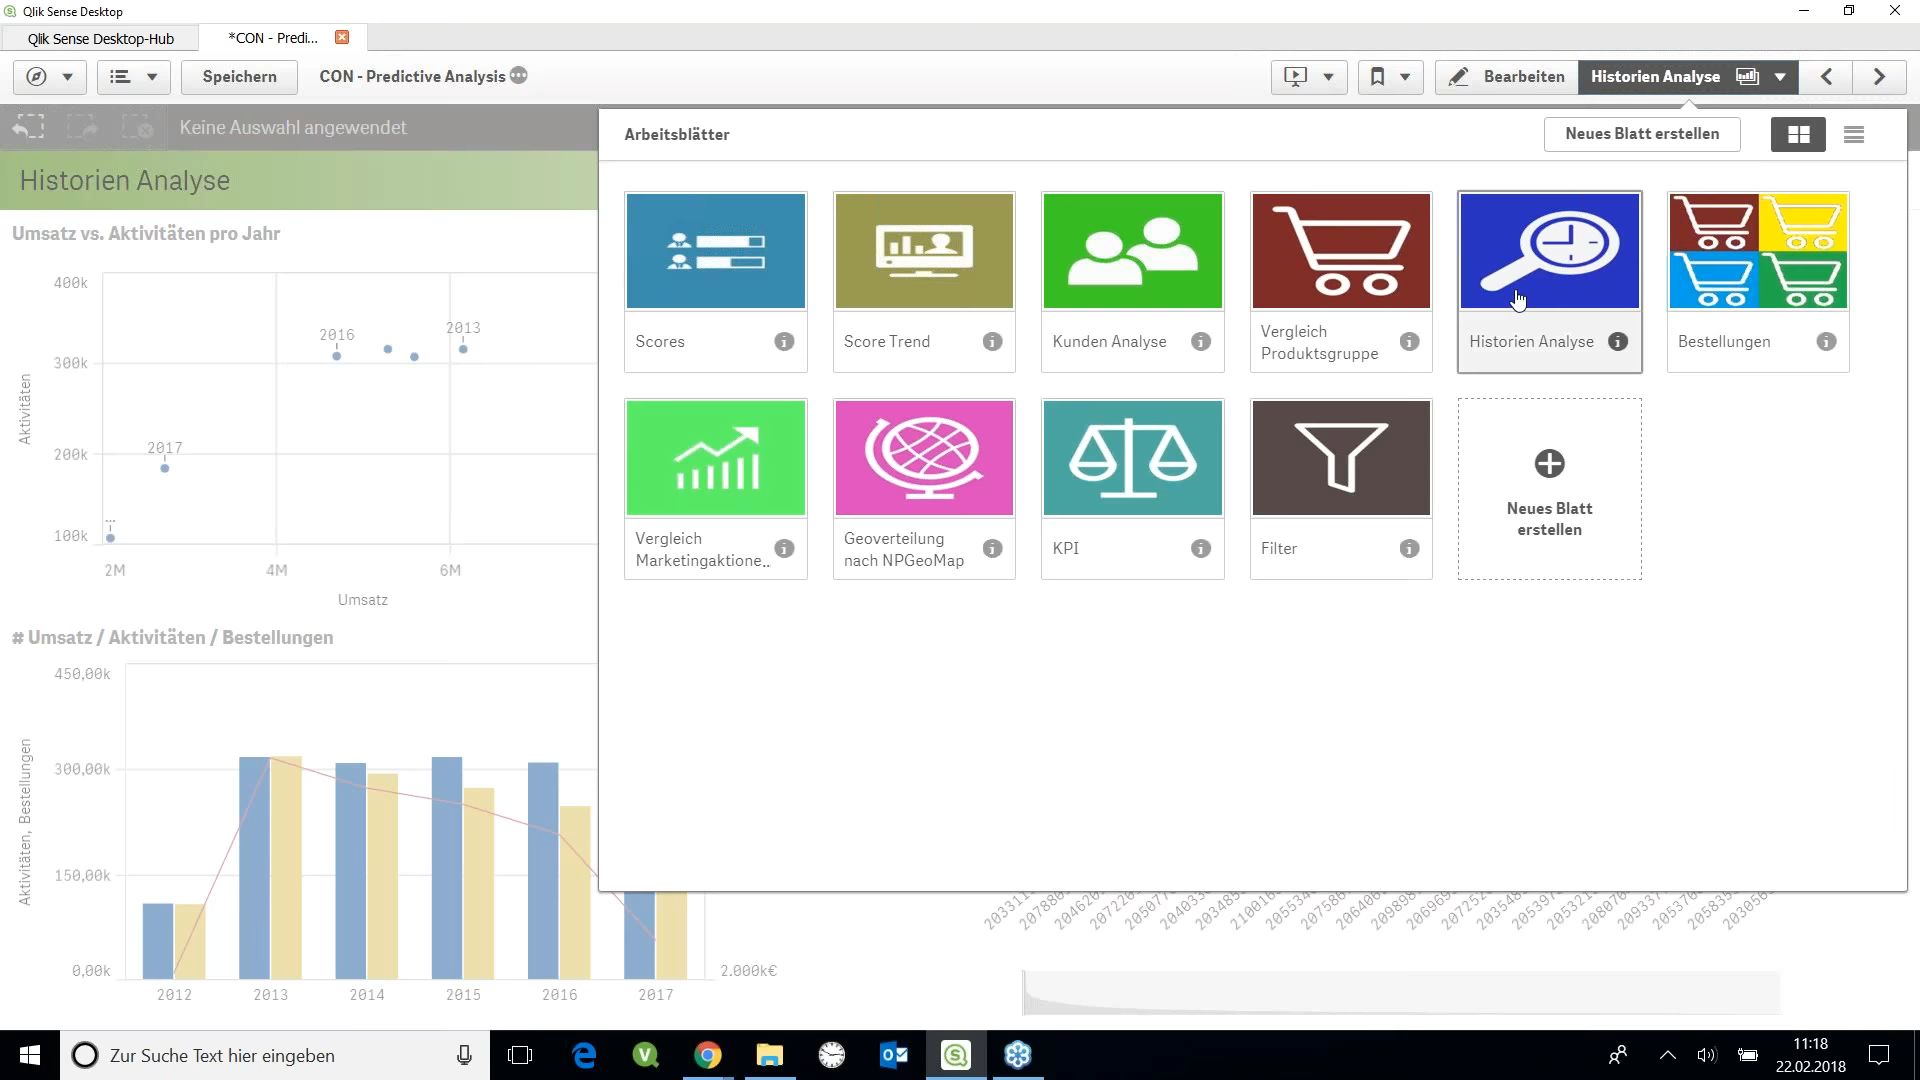 Qlik Sense Desktop
Qlik Sense Desktop-Hub
*CON - Predi...
Speichern
CON - Predictive Analysis
Bearbeiten
Historien Analyse
Keine Auswahl angewendet
Arbeitsblätter
Neues Blatt erstellen
Historien Analyse
Umsatz vs. Aktivitäten pro Jahr
400k
300k
200k
100k
Aktivitäten
2016
2013
2017
...
2M
4M
6M
Umsatz
Scores
Score Trend
Kunden Analyse
Vergleich
Produktsgruppe
Historien Analyse
Bestellungen
Vergleich
Marketingaktione..
Geoverteilung
nach NPGeoMap
KPI
Filter
Neues Blatt
erstellen
# Umsatz / Aktivitäten / Bestellungen
450,00k
300,00k
150,00k
0,00k
Aktivitäten, Bestellungen
2.000k€
2012
2013
2014
2015
2016
2017
Zur Suche Text hier eingeben
11:18
22.02.2018